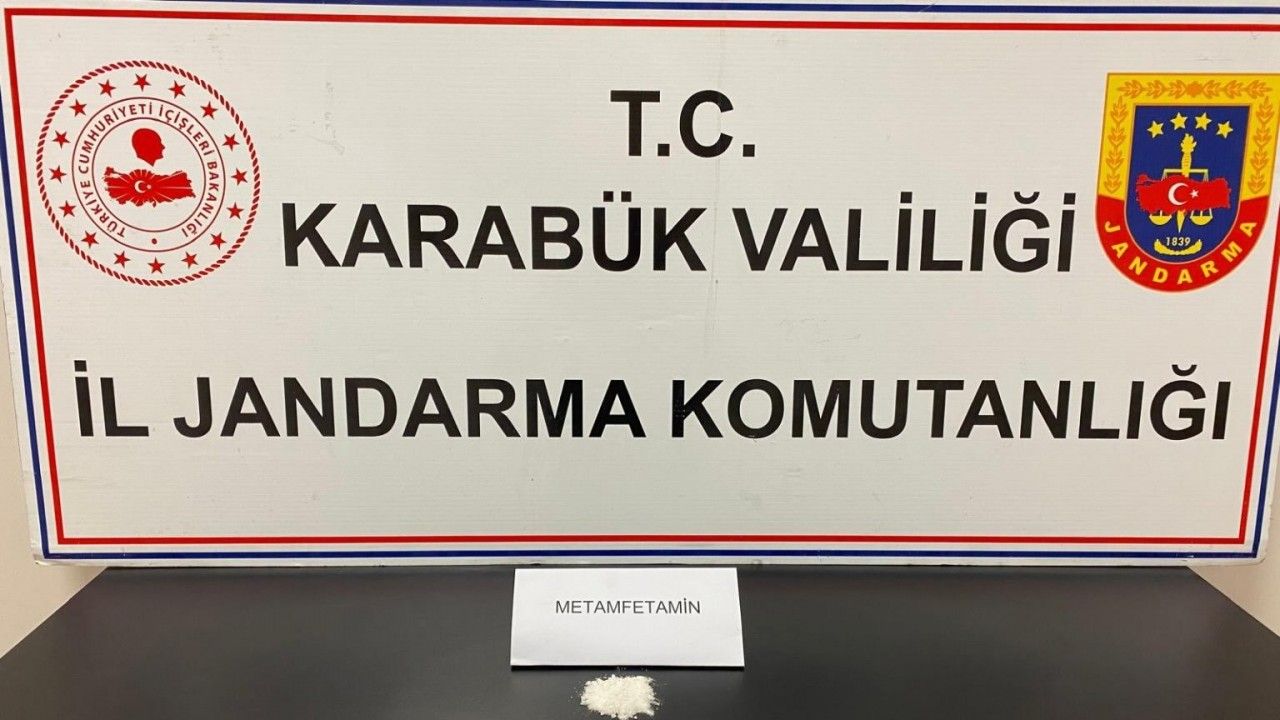 T.C.
KARABÜK VALİLİĞİ
İL JANDARMA KOMUTANLIĞI
TÜRKİYE CUMHURİYETİ İÇİŞLERİ BAKANLIĞI
1839
JANDARMA
METAMFETAMİN